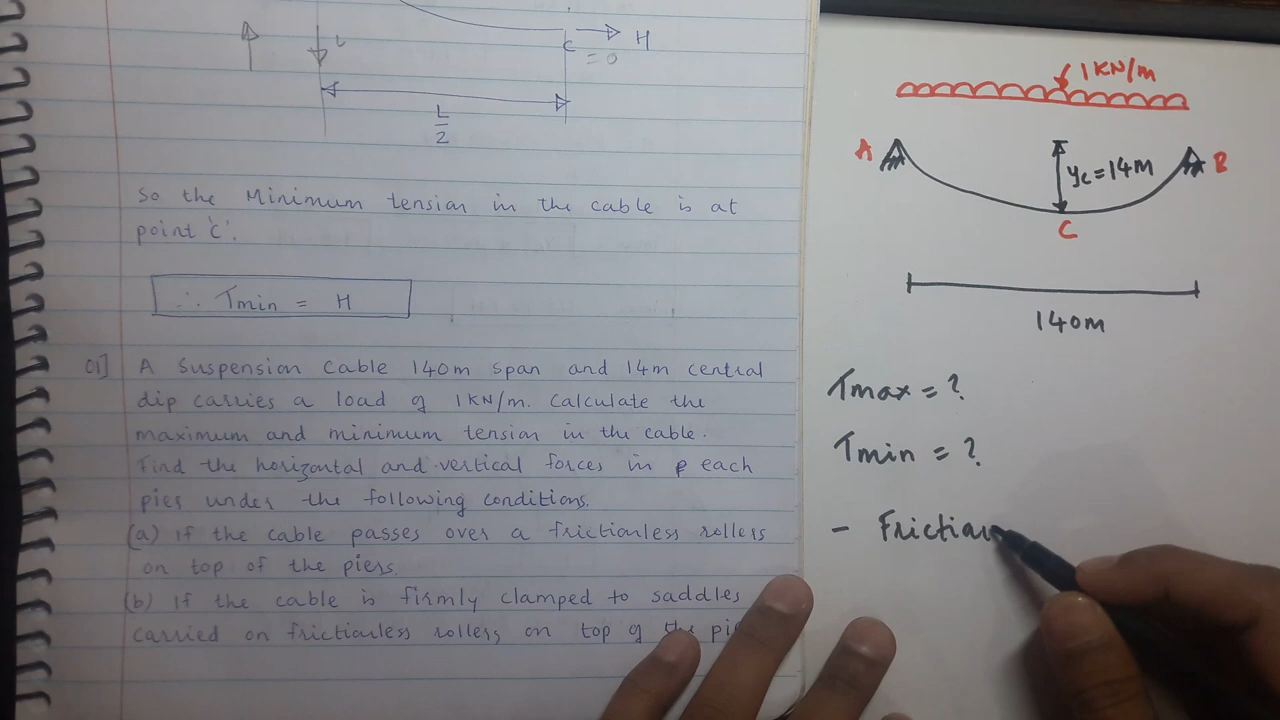 L
C → H
= 0
L
2
So the Minimum tension in the cable is at
point 'C'.
∴ Tmin = H
01] A Suspension Cable 140m span and 14m central
dip carries a load of 1KN/m. Calculate the
maximum and minimum tension in the cable.
Find the horizontal and vertical forces in each
pier under the following conditions.
(a) if the cable passes over a frictionless rollers
on top of the piers.
(b) If the cable is firmly clamped to saddles
carried on frictionless rollers on top of the
1KN/m
A
yc=14M
B
C
140m
Tmax = ?
Tmin = ?
- Friction